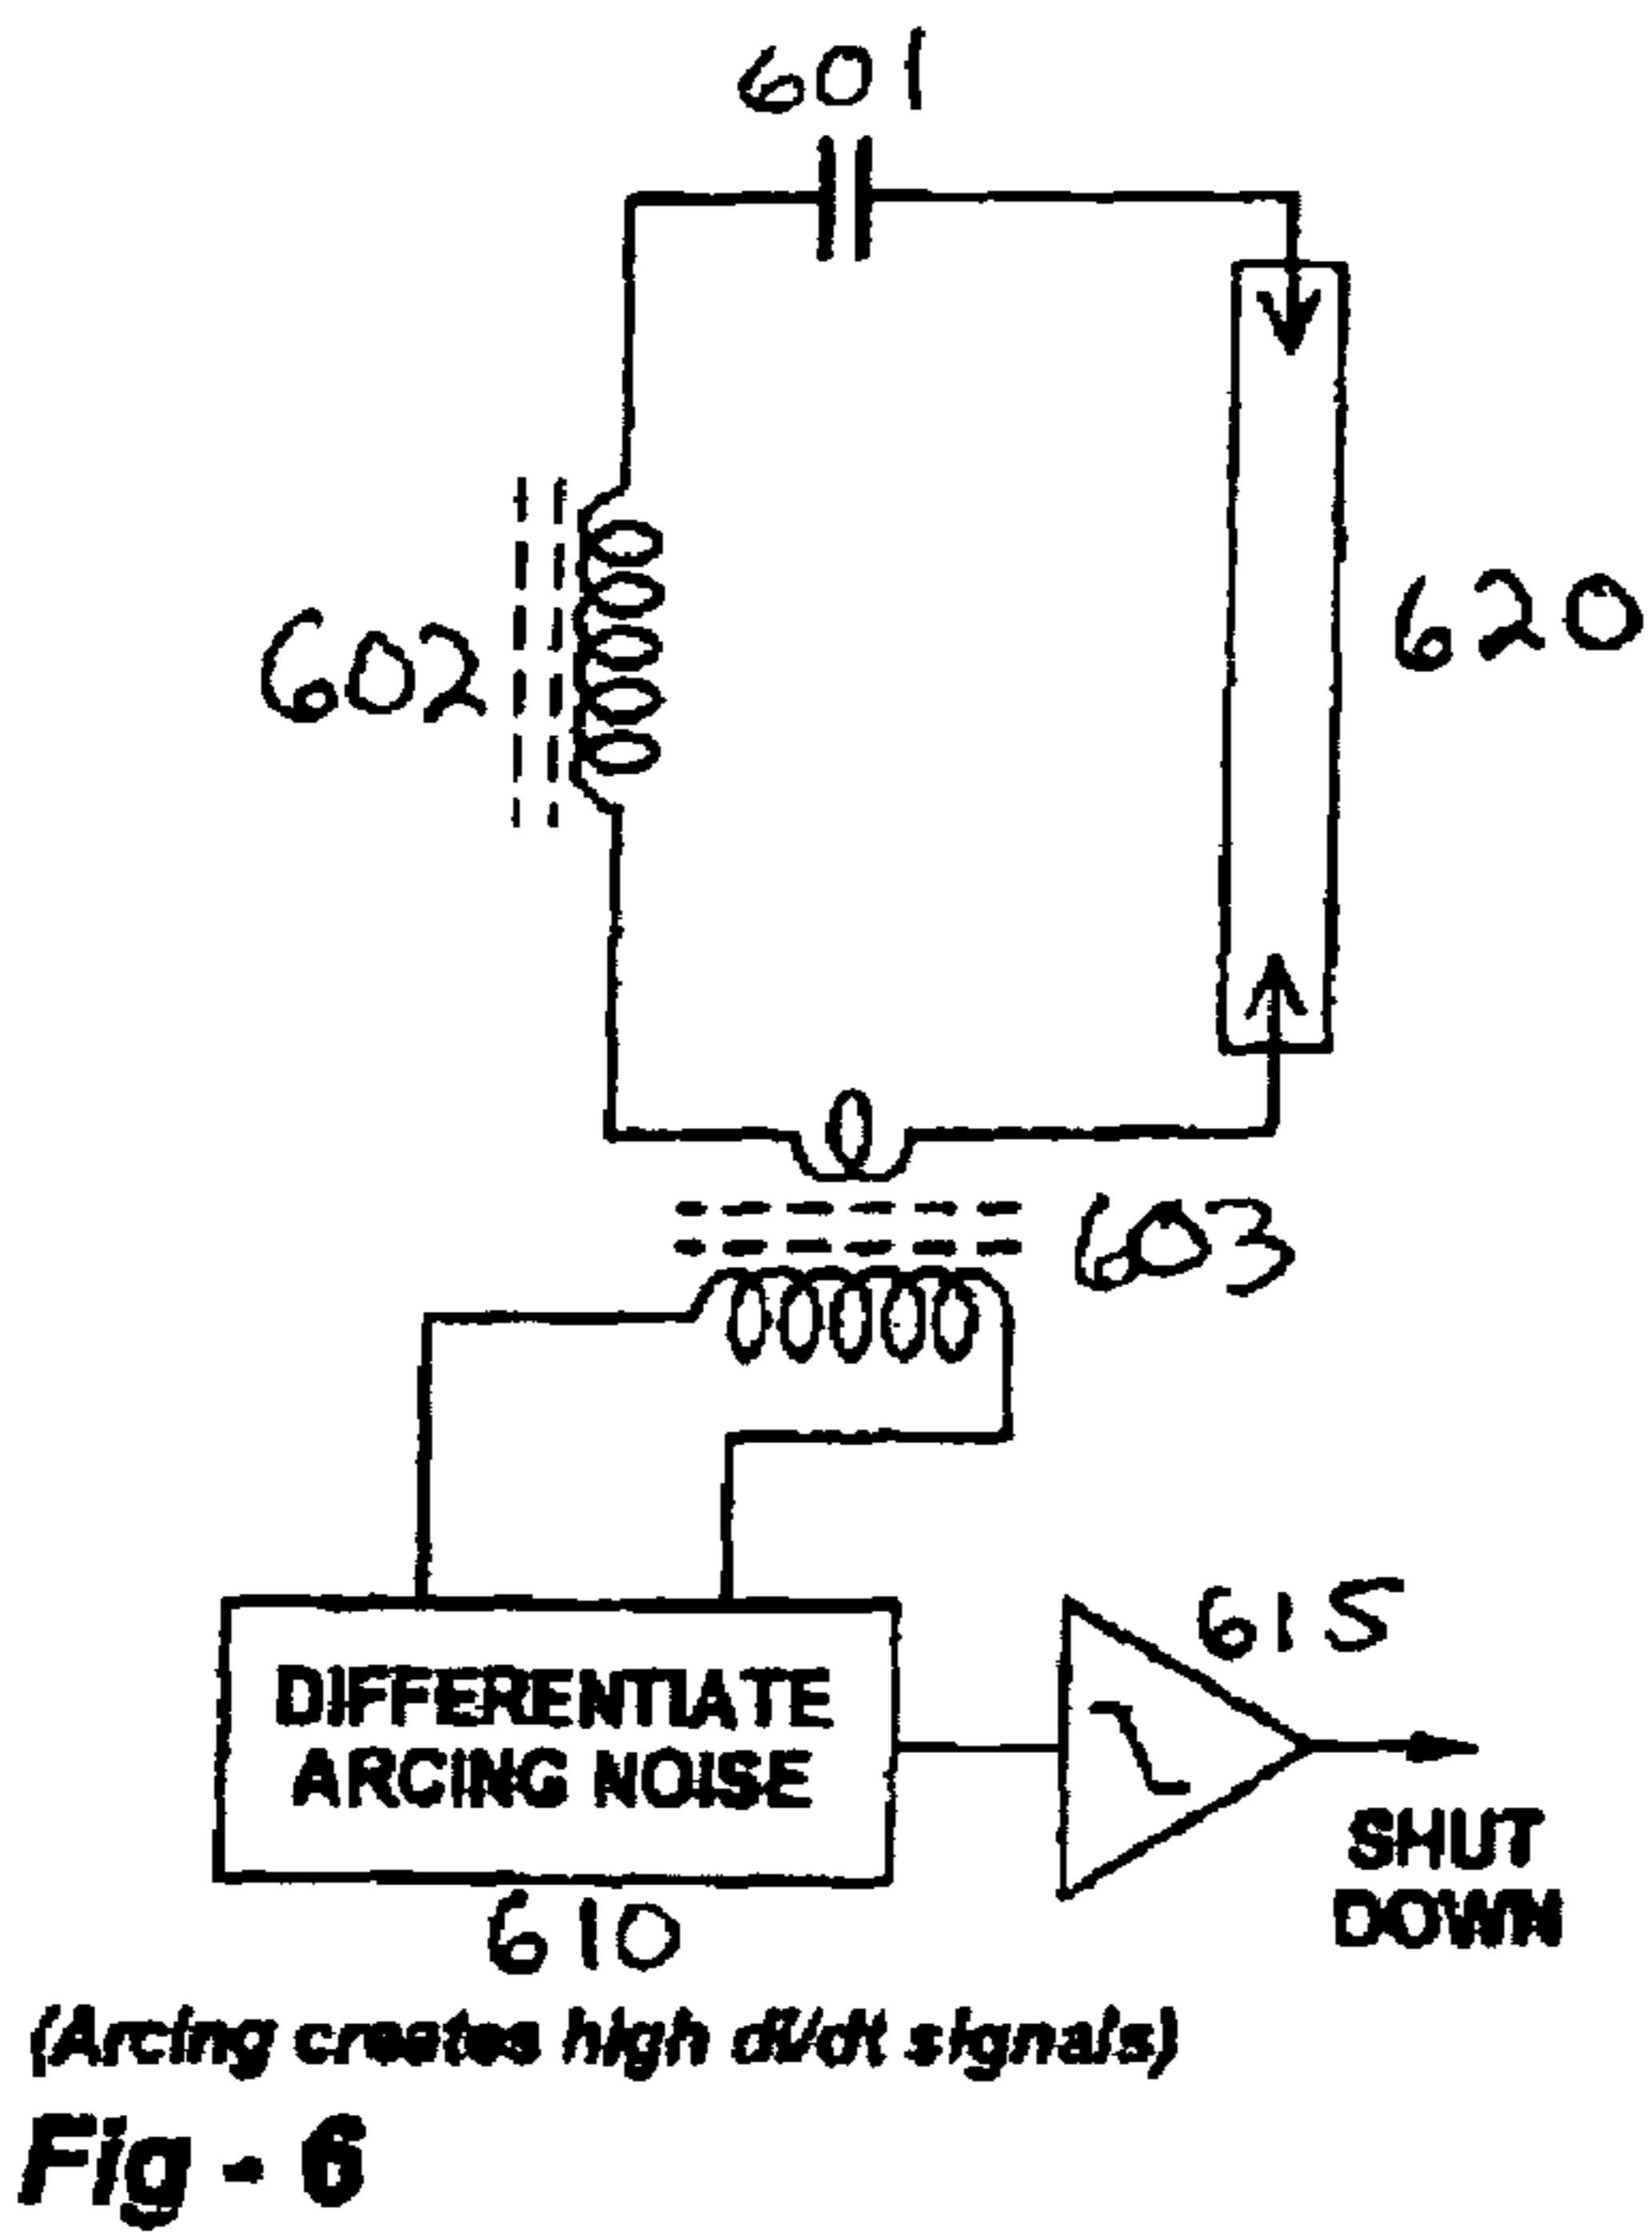 601
602
620
603
DIFFERENTIATE
ARCING NOISE
615
SHUT
DOWN
610
(Arcing creates high di/dt signals)
Fig - 6